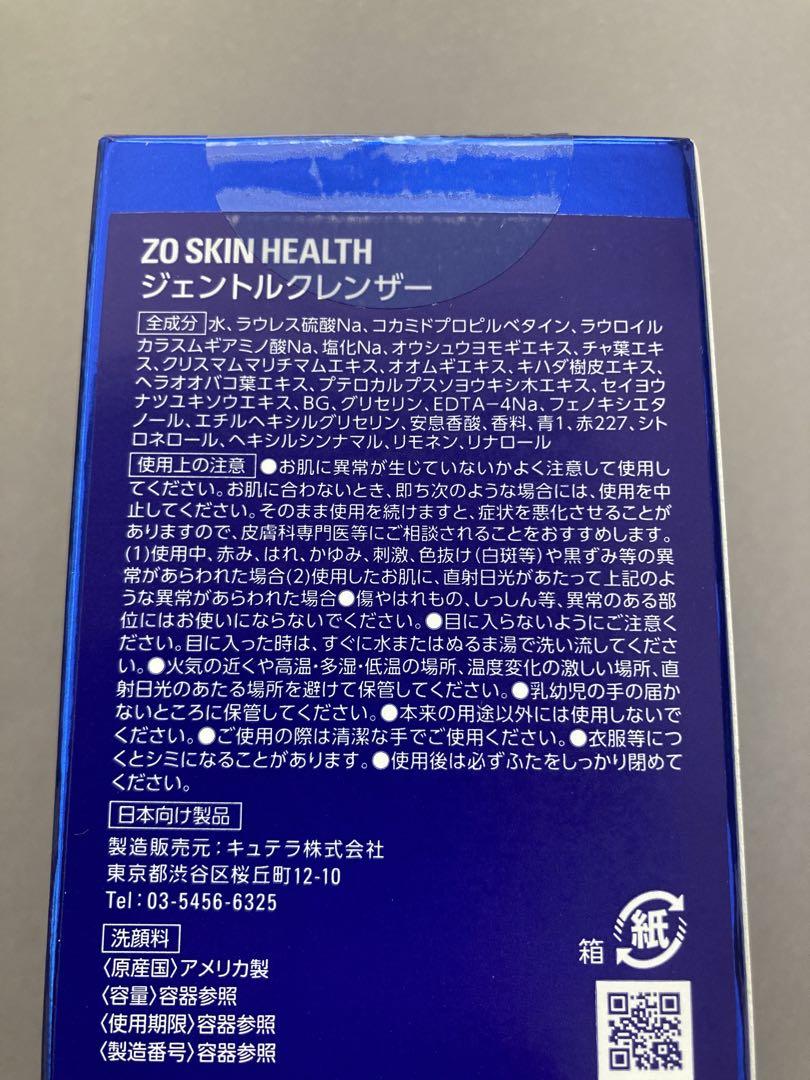 ZO SKIN HEALTH
ジェントルクレンザー
全成分 水、ラウレス硫酸Na、コカミドプロピルベタイン、ラウロイル
カラスムギアミノ酸Na、塩化Na、オウシュウヨモギエキス、チャ葉エキ
ス、クリスマムマリチマムエキス、オオムギエキス、キハダ樹皮エキス、
ヘラオオバコ葉エキス、プテロカルプスソヨウキシ木エキス、セイヨウ
ナツユキソウエキス、BG、グリセリン、EDTA-4Na、フェノキシエタ
ノール、エチルヘキシルグリセリン、安息香酸、香料、青1、赤227、シト
ロネロール、ヘキシルシンナマル、リモネン、リナロール
使用上の注意 ●お肌に異常が生じていないかよく注意して使用し
てください。お肌に合わないとき、即ち次のような場合には、使用を中
止してください。そのまま使用を続けますと、症状を悪化させることが
ありますので、皮膚科専門医等にご相談されることをおすすめします。
(1)使用中、赤み、はれ、かゆみ、刺激、色抜け(白斑等)や黒ずみ等の異
常があらわれた場合(2)使用したお肌に、直射日光があたって上記のよ
うな異常があらわれた場合●傷やはれもの、しっしん等、異常のある部
位にはお使いにならないでください。●目に入らないようにご注意く
ださい。目に入った時は、すぐに水またはぬるま湯で洗い流してくださ
い。●火気の近くや高温・多湿・低温の場所、温度変化の激しい場所、直
射日光のあたる場所を避けて保管してください。●乳幼児の手の届か
ないところに保管してください。●本来の用途以外には使用しないで
ください。●ご使用の際は清潔な手でご使用ください。●衣服等につ
くとシミになることがあります。●使用後は必ずふたをしっかり閉めて
ください。
日本向け製品
製造販売元：キュテラ株式会社
東京都渋谷区桜丘町12-10
Tel：03-5456-6325
洗顔料
〈原産国〉アメリカ製
〈容量〉容器参照
〈使用期限〉容器参照
〈製造番号〉容器参照
箱 紙